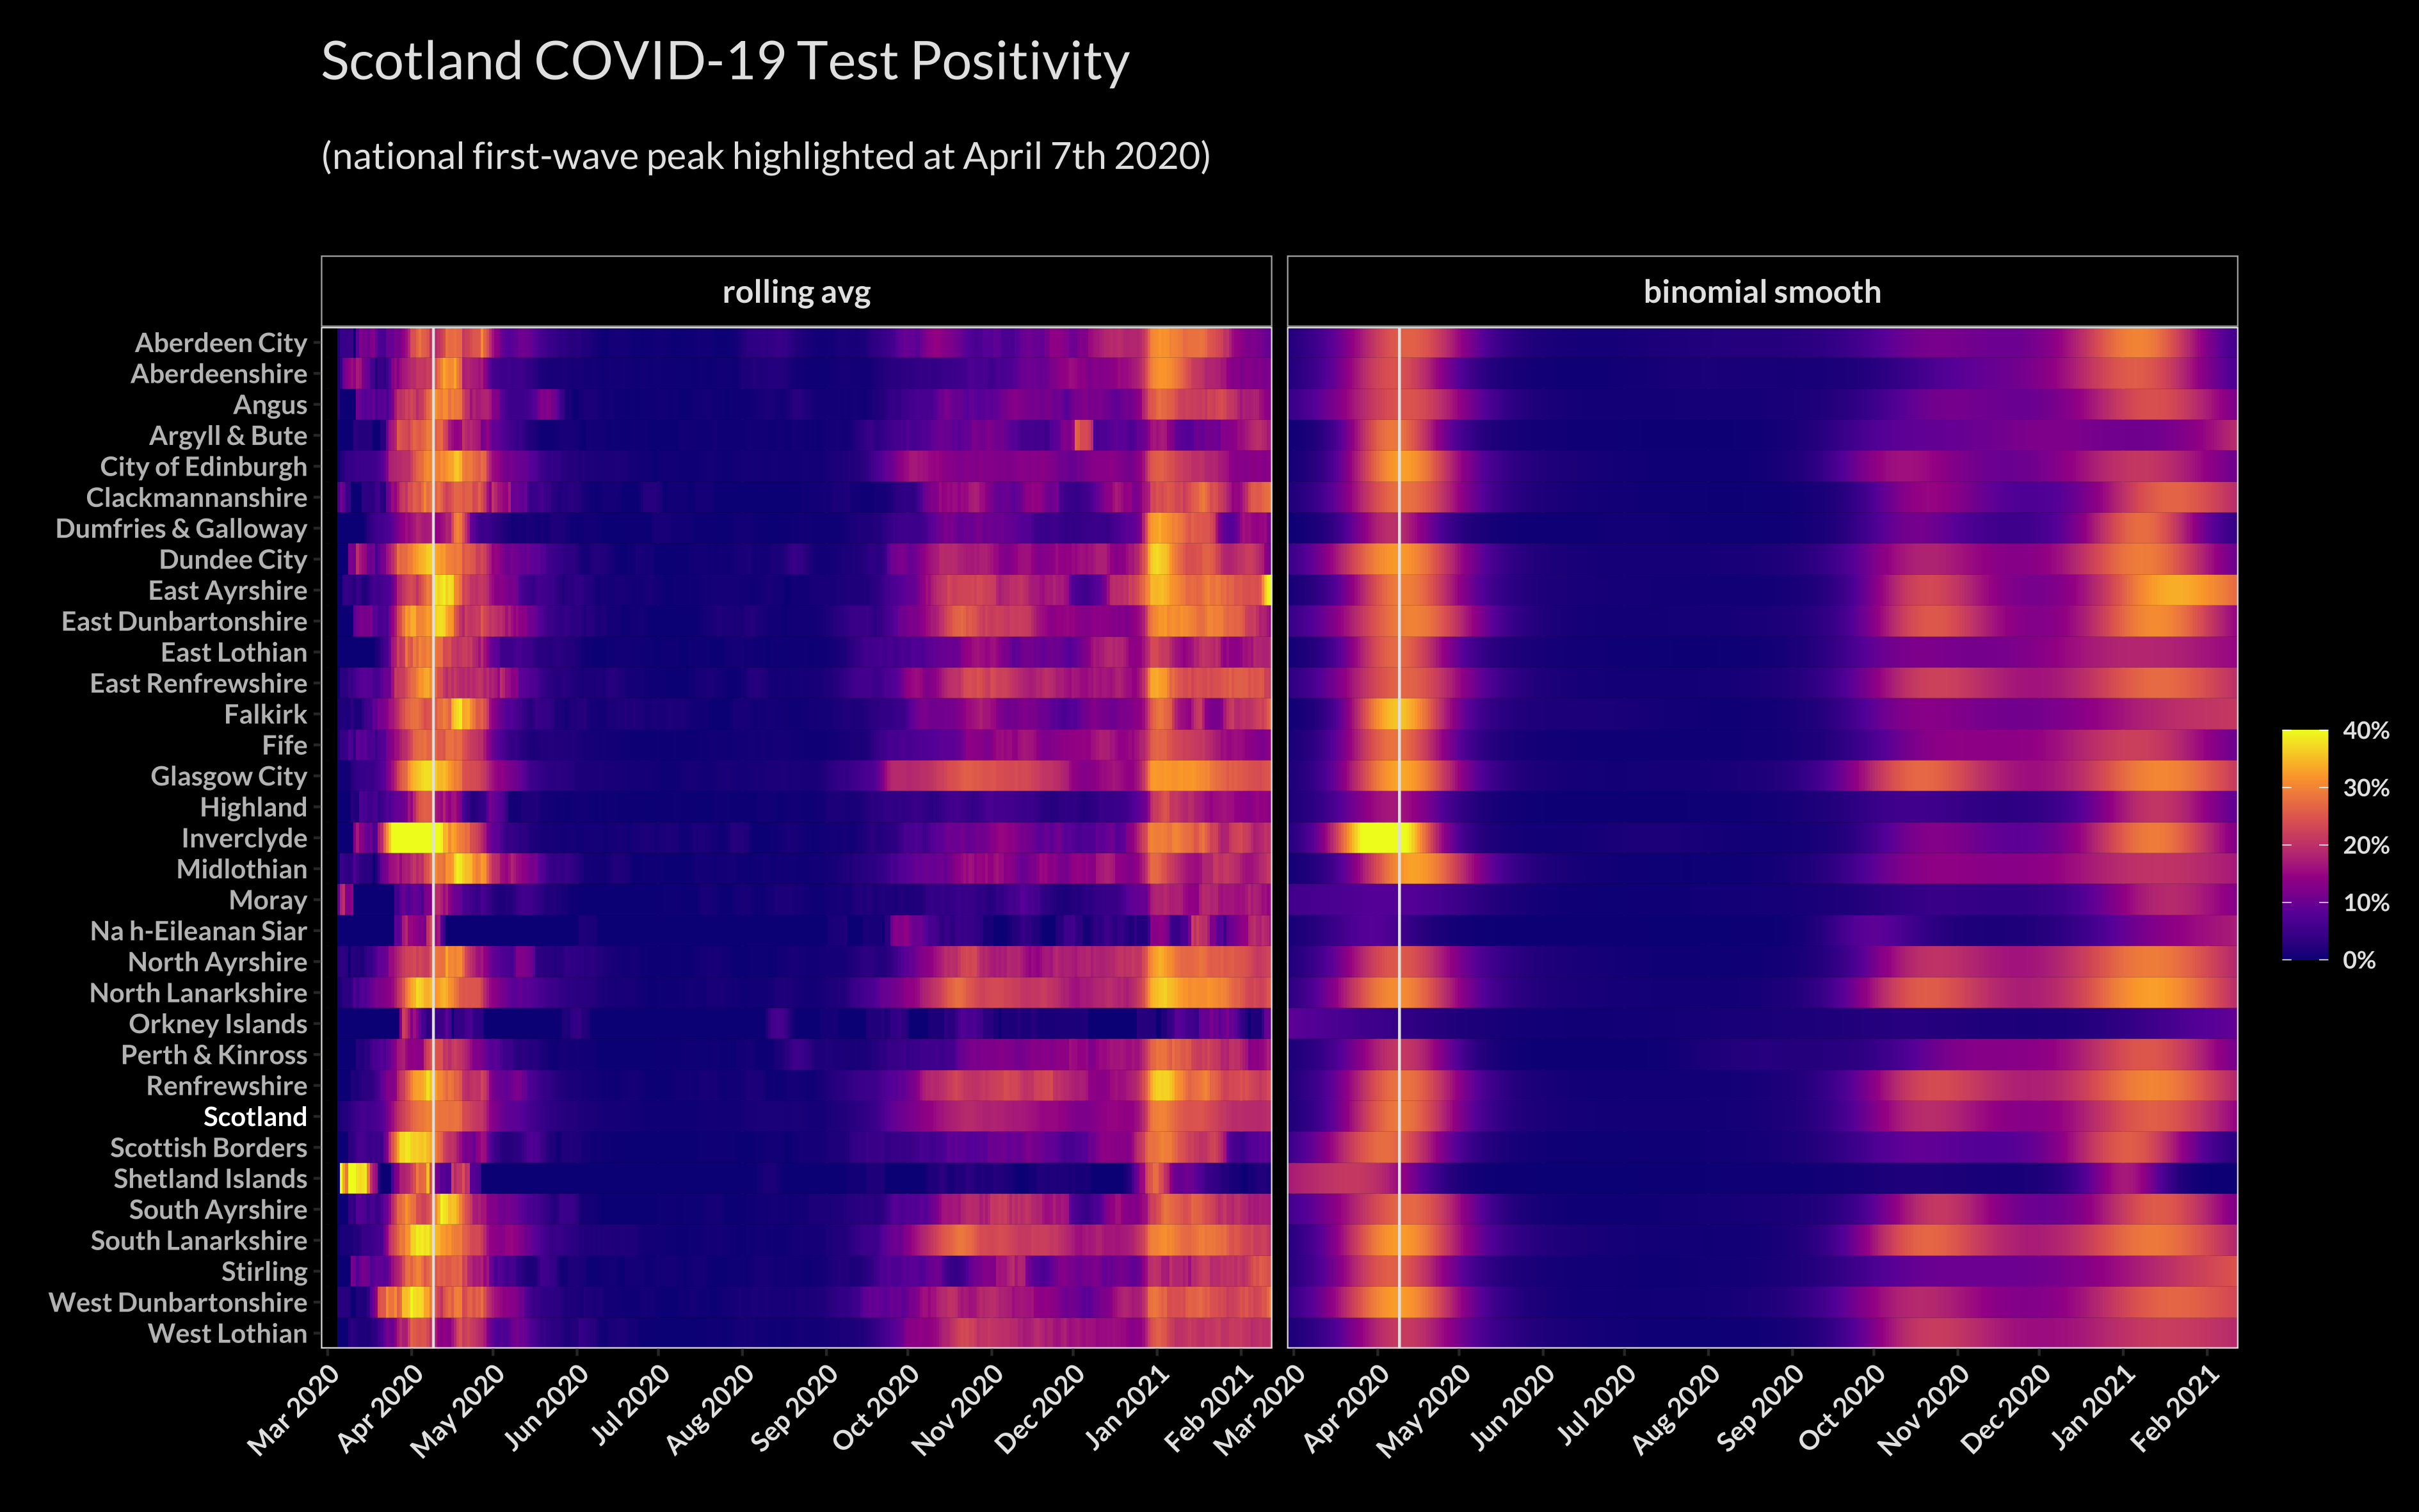 Scotland COVID-19 Test Positivity
(national first-wave peak highlighted at April 7th 2020)
rolling avg
binomial smooth
Aberdeen City
Aberdeenshire
Angus
Argyll & Bute
City of Edinburgh
Clackmannanshire
Dumfries & Galloway
Dundee City
East Ayrshire
East Dunbartonshire
East Lothian
East Renfrewshire
Falkirk
Fife
Glasgow City
Highland
Inverclyde
Midlothian
Moray
Na h-Eileanan Siar
North Ayrshire
North Lanarkshire
Orkney Islands
Perth & Kinross
Renfrewshire
Scotland
Scottish Borders
Shetland Islands
South Ayrshire
South Lanarkshire
Stirling
West Dunbartonshire
West Lothian
Mar 2020 Apr 2020 May 2020 Jun 2020 Jul 2020 Aug 2020 Sep 2020 Oct 2020 Nov 2020 Dec 2020 Jan 2021 Feb 2021
Mar 2020 Apr 2020 May 2020 Jun 2020 Jul 2020 Aug 2020 Sep 2020 Oct 2020 Nov 2020 Dec 2020 Jan 2021 Feb 2021
40%
30%
20%
10%
0%